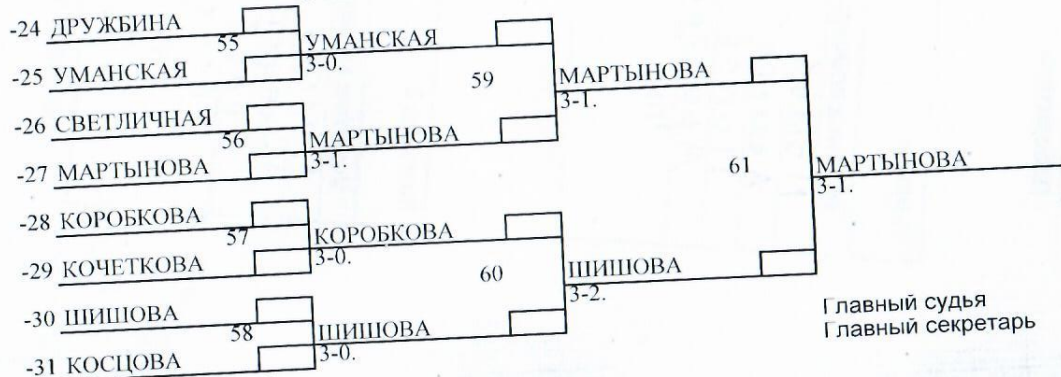 -24 ДРУЖБИНА
55
УМАНСКАЯ
-25 УМАНСКАЯ
3-0.
59
МАРТЫНОВА
3-1.
-26 СВЕТЛИЧНАЯ
56
МАРТЫНОВА
-27 МАРТЫНОВА
3-1.
61
МАРТЫНОВА
3-1.
-28 КОРОБКОВА
57
КОРОБКОВА
-29 КОЧЕТКОВА
3-0.
60
ШИШОВА
3-2.
-30 ШИШОВА
58
ШИШОВА
-31 КОСЦОВА
3-0.
Главный судья
Главный секретарь